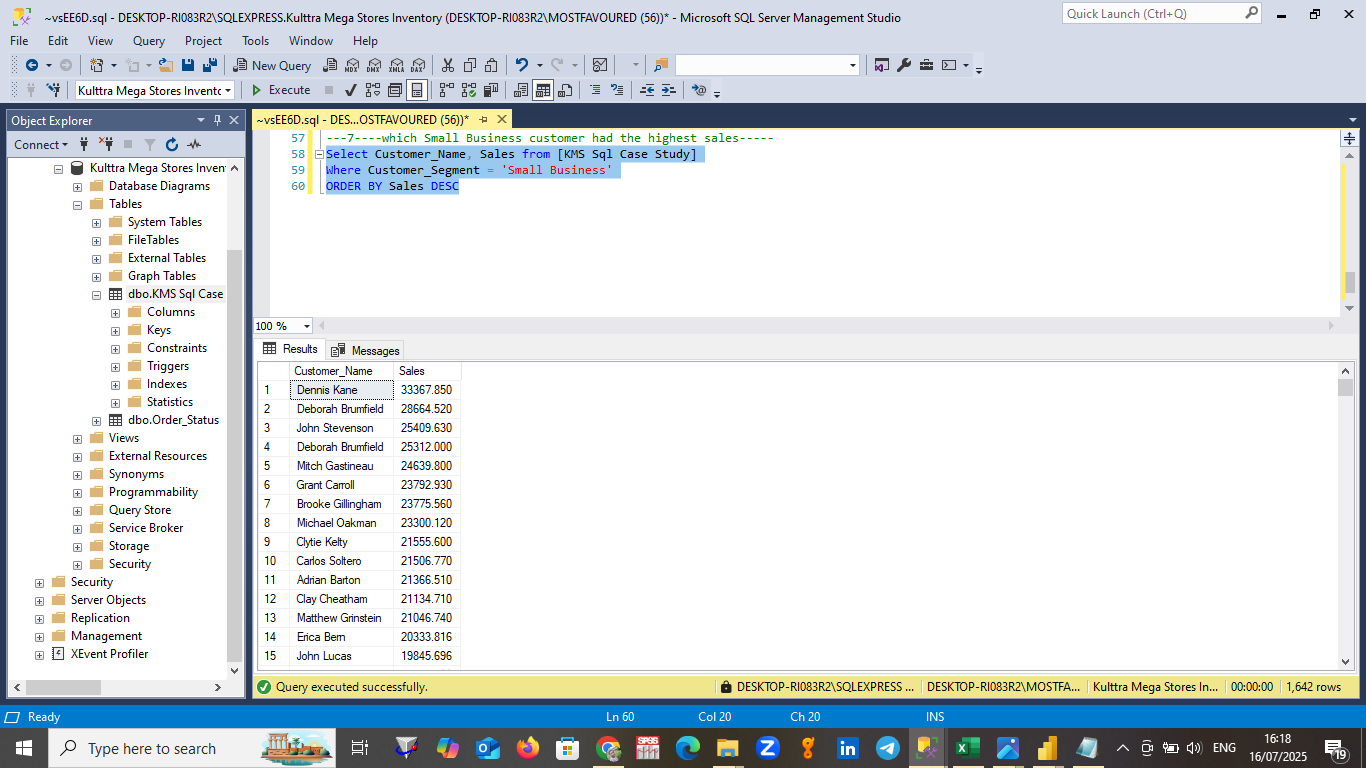 ~vsEE6D.sql - DESKTOP-RI083R2\SQLEXPRESS.Kulttra Mega Stores Inventory (DESKTOP-RI083R2\MOSTFAVOURED (56))* - Microsoft SQL Server Management Studio
Quick Launch (Ctrl+Q)
File Edit View Query Project Tools Window Help
New Query MDX DMX XMLA DAX
Kulttra Mega Stores Invento Execute
Object Explorer
Connect
Kulttra Mega Stores Inven
Database Diagrams
Tables
System Tables
FileTables
External Tables
Graph Tables
dbo.KMS Sql Case
Columns
Keys
Constraints
Triggers
Indexes
Statistics
dbo.Order_Status
Views
External Resources
Synonyms
Programmability
Query Store
Service Broker
Storage
Security
Security
Server Objects
Replication
Management
XEvent Profiler
~vsEE6D.sql - DES...OSTFAVOURED (56))*
57 ---7----which Small Business customer had the highest sales-----
58 Select Customer_Name, Sales from [KMS Sql Case Study]
59 Where Customer_Segment = 'Small Business'
60 ORDER BY Sales DESC
100 %
Results Messages
Customer_Name Sales
1 Dennis Kane 33367.850
2 Deborah Brumfield 28664.520
3 John Stevenson 25409.630
4 Deborah Brumfield 25312.000
5 Mitch Gastineau 24639.800
6 Grant Carroll 23792.930
7 Brooke Gillingham 23775.560
8 Michael Oakman 23300.120
9 Clytie Kelty 21555.600
10 Carlos Soltero 21506.770
11 Adrian Barton 21366.510
12 Clay Cheatham 21134.710
13 Matthew Grinstein 21046.740
14 Erica Bern 20333.816
15 John Lucas 19845.696
Query executed successfully. DESKTOP-RI083R2\SQLEXPRESS ... DESKTOP-RI083R2\MOSTFA... Kulttra Mega Stores In... 00:00:00 1,642 rows
Ready Ln 60 Col 20 Ch 20 INS
Type here to search
ENG
16:18
16/07/2025
19